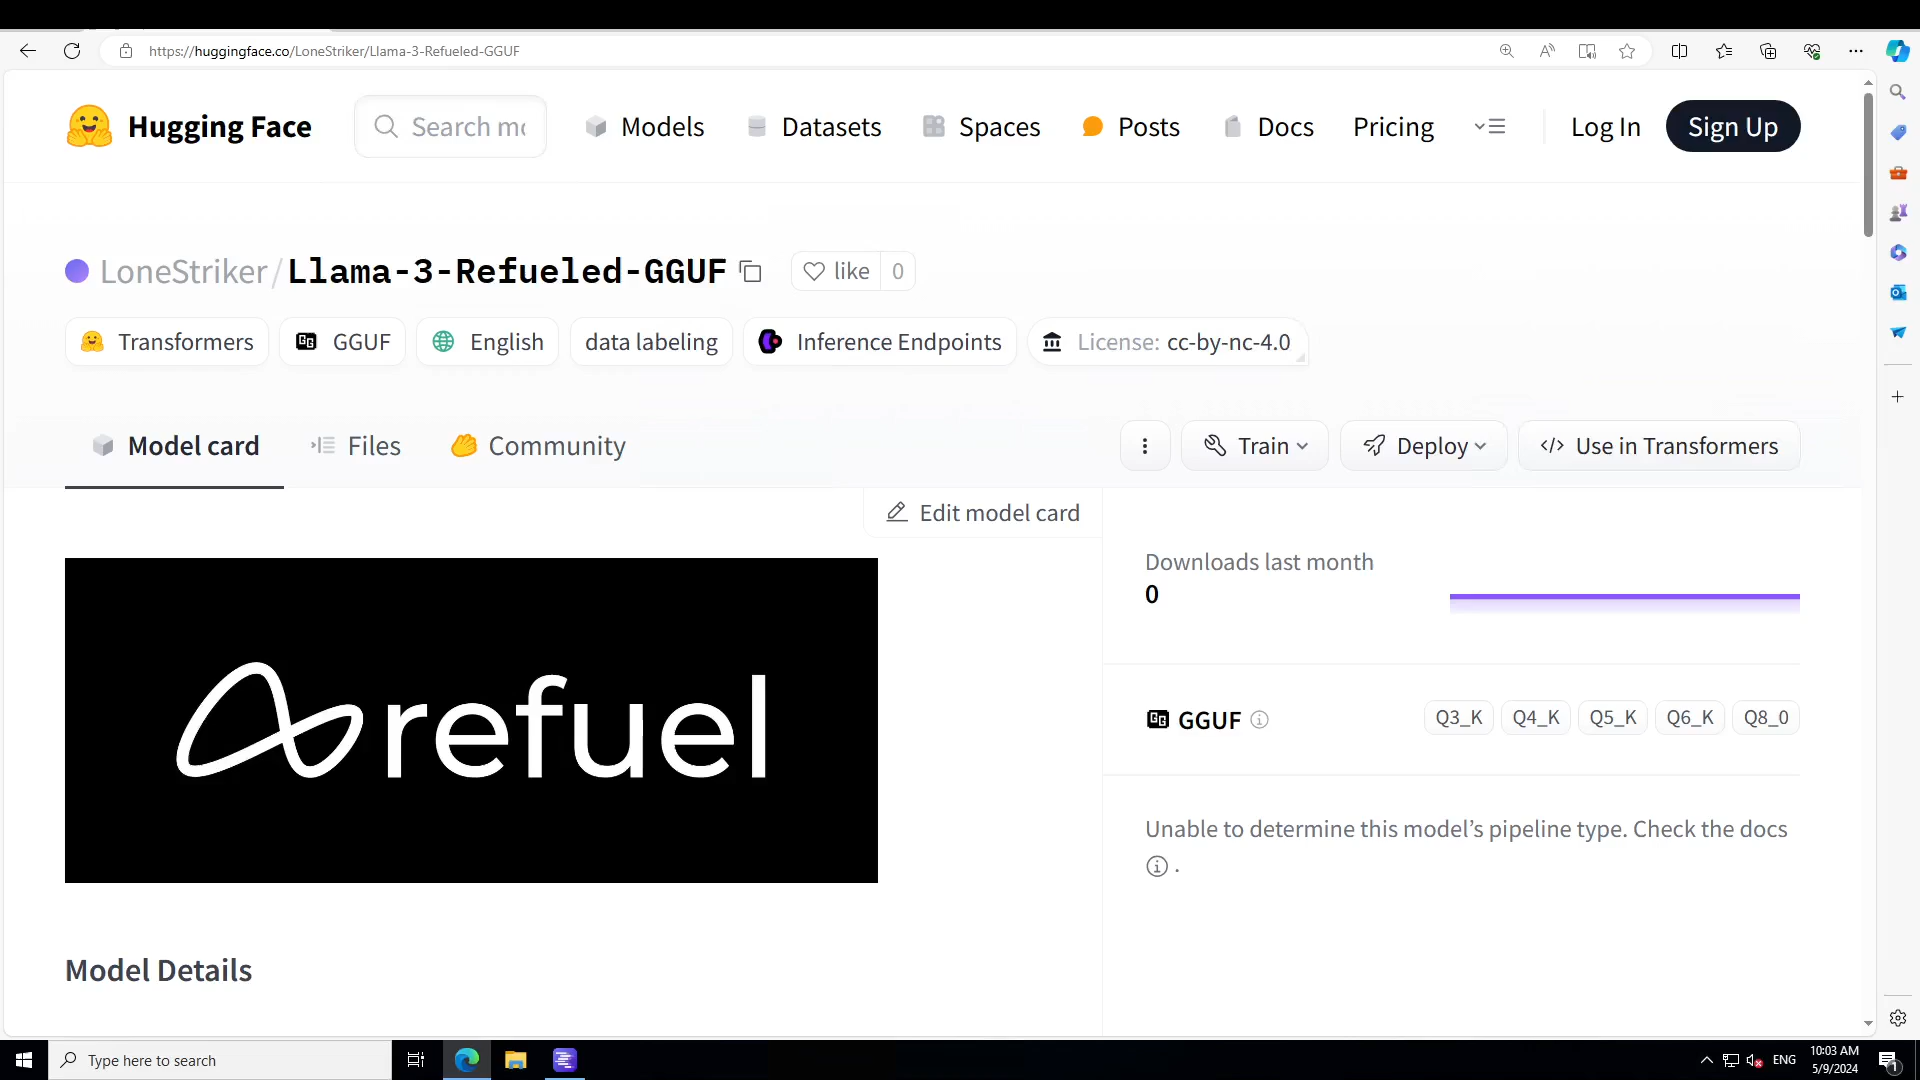 https://huggingface.co/LoneStriker/Llama-3-Refueled-GGUF
Hugging Face
Search mo
Models
Datasets
Spaces
Posts
Docs
Pricing
Log In
Sign Up
LoneStriker/Llama-3-Refueled-GGUF
like 0
Transformers
GGUF
English
data labeling
Inference Endpoints
License: cc-by-nc-4.0
Model card
Files
Community
Train
Deploy
Use in Transformers
Edit model card
Downloads last month
0
refuel
GGUF
Q3_K
Q4_K
Q5_K
Q6_K
Q8_0
Unable to determine this model’s pipeline type. Check the docs
.
Model Details
Type here to search
ENG
10:03 AM
5/9/2024
1